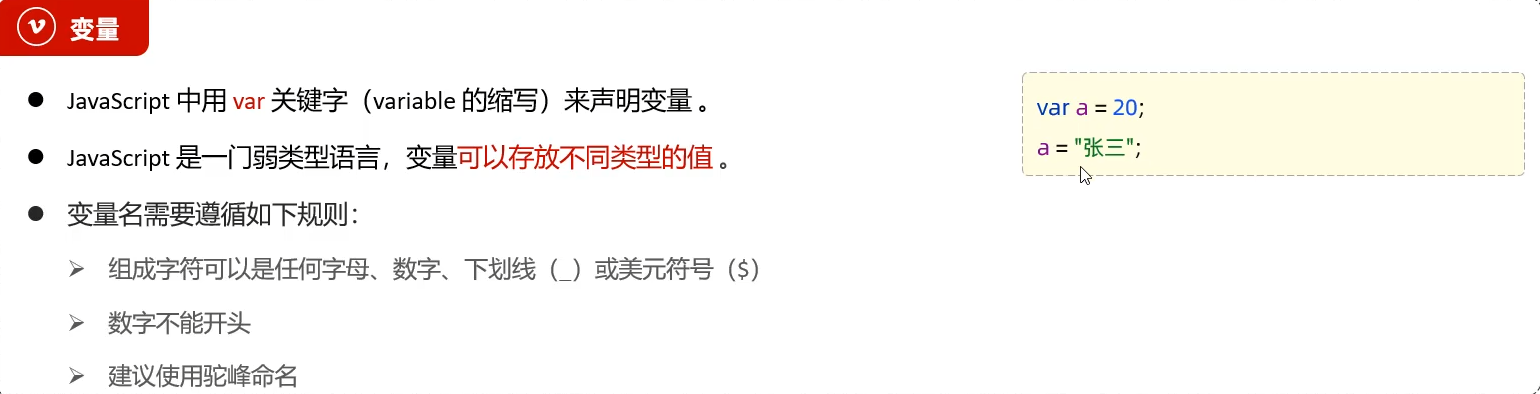 变量
JavaScript 中用 var 关键字（variable 的缩写）来声明变量 。
JavaScript 是一门弱类型语言，变量可以存放不同类型的值 。
变量名需要遵循如下规则：
组成字符可以是任何字母、数字、下划线（_）或美元符号（$）
数字不能开头
建议使用驼峰命名
var a = 20;
a = "张三";